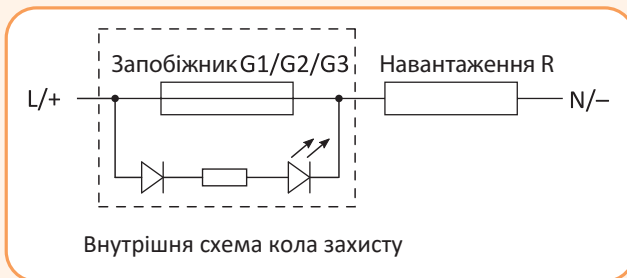 Запобіжник G1/G2/G3
Навантаження R
L/+
N/−
Внутрішня схема кола захисту